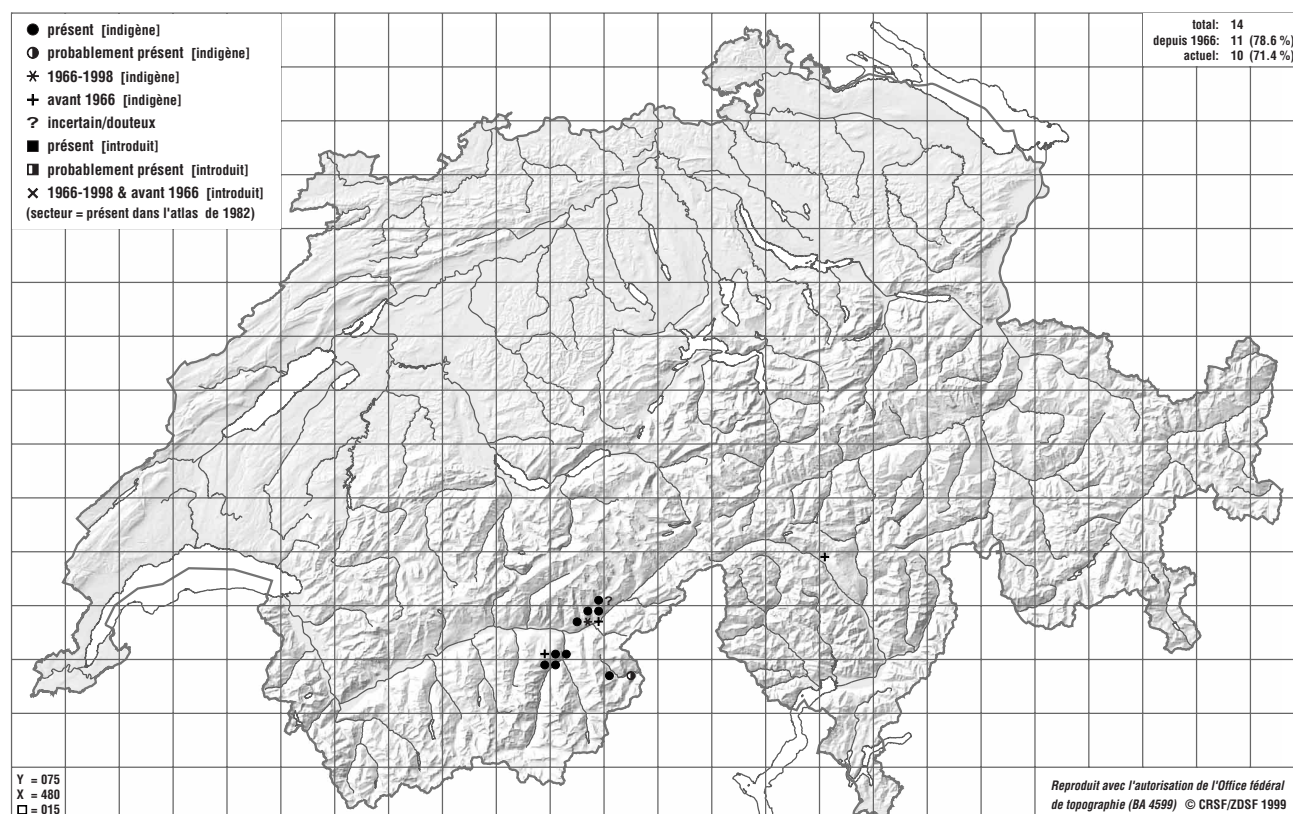 ● présent [indigène]
◑ probablement présent [indigène]
✳ 1966-1998 [indigène]
+ avant 1966 [indigène]
? incertain/douteux
■ présent [introduit]
◨ probablement présent [introduit]
× 1966-1998 & avant 1966 [introduit]
(secteur = présent dans l'atlas de 1982)
total: 14
depuis 1966: 11 (78.6 %)
actuel: 10 (71.4 %)
?
Y = 075
X = 480
□ = 015
Reproduit avec l'autorisation de l'Office fédéral
de topographie (BA 4599) © CRSF/ZDSF 1999